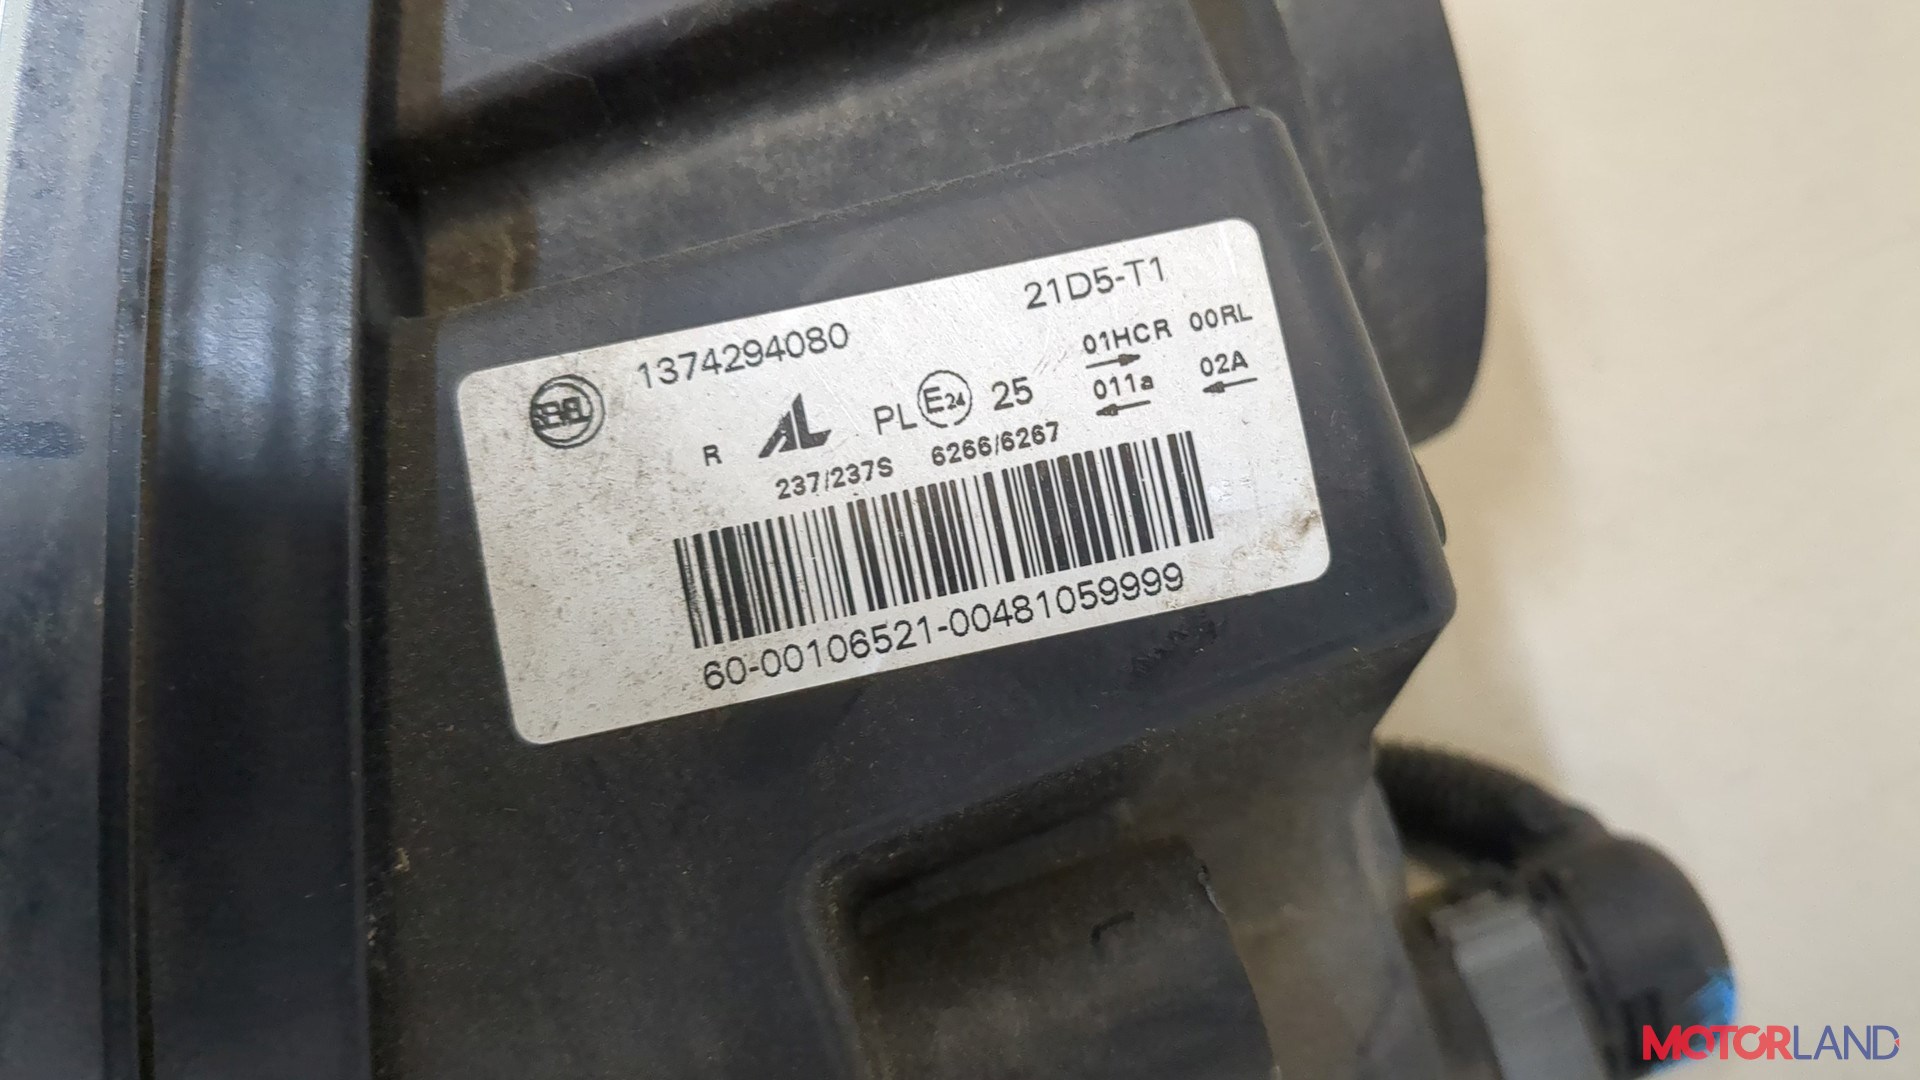 21D5-T1
1374294080
01HCR 00RL
R AL PL E24 25 011a 02A
237/237S 6266/6267
60-00106521-00481059999
MOTORLAND